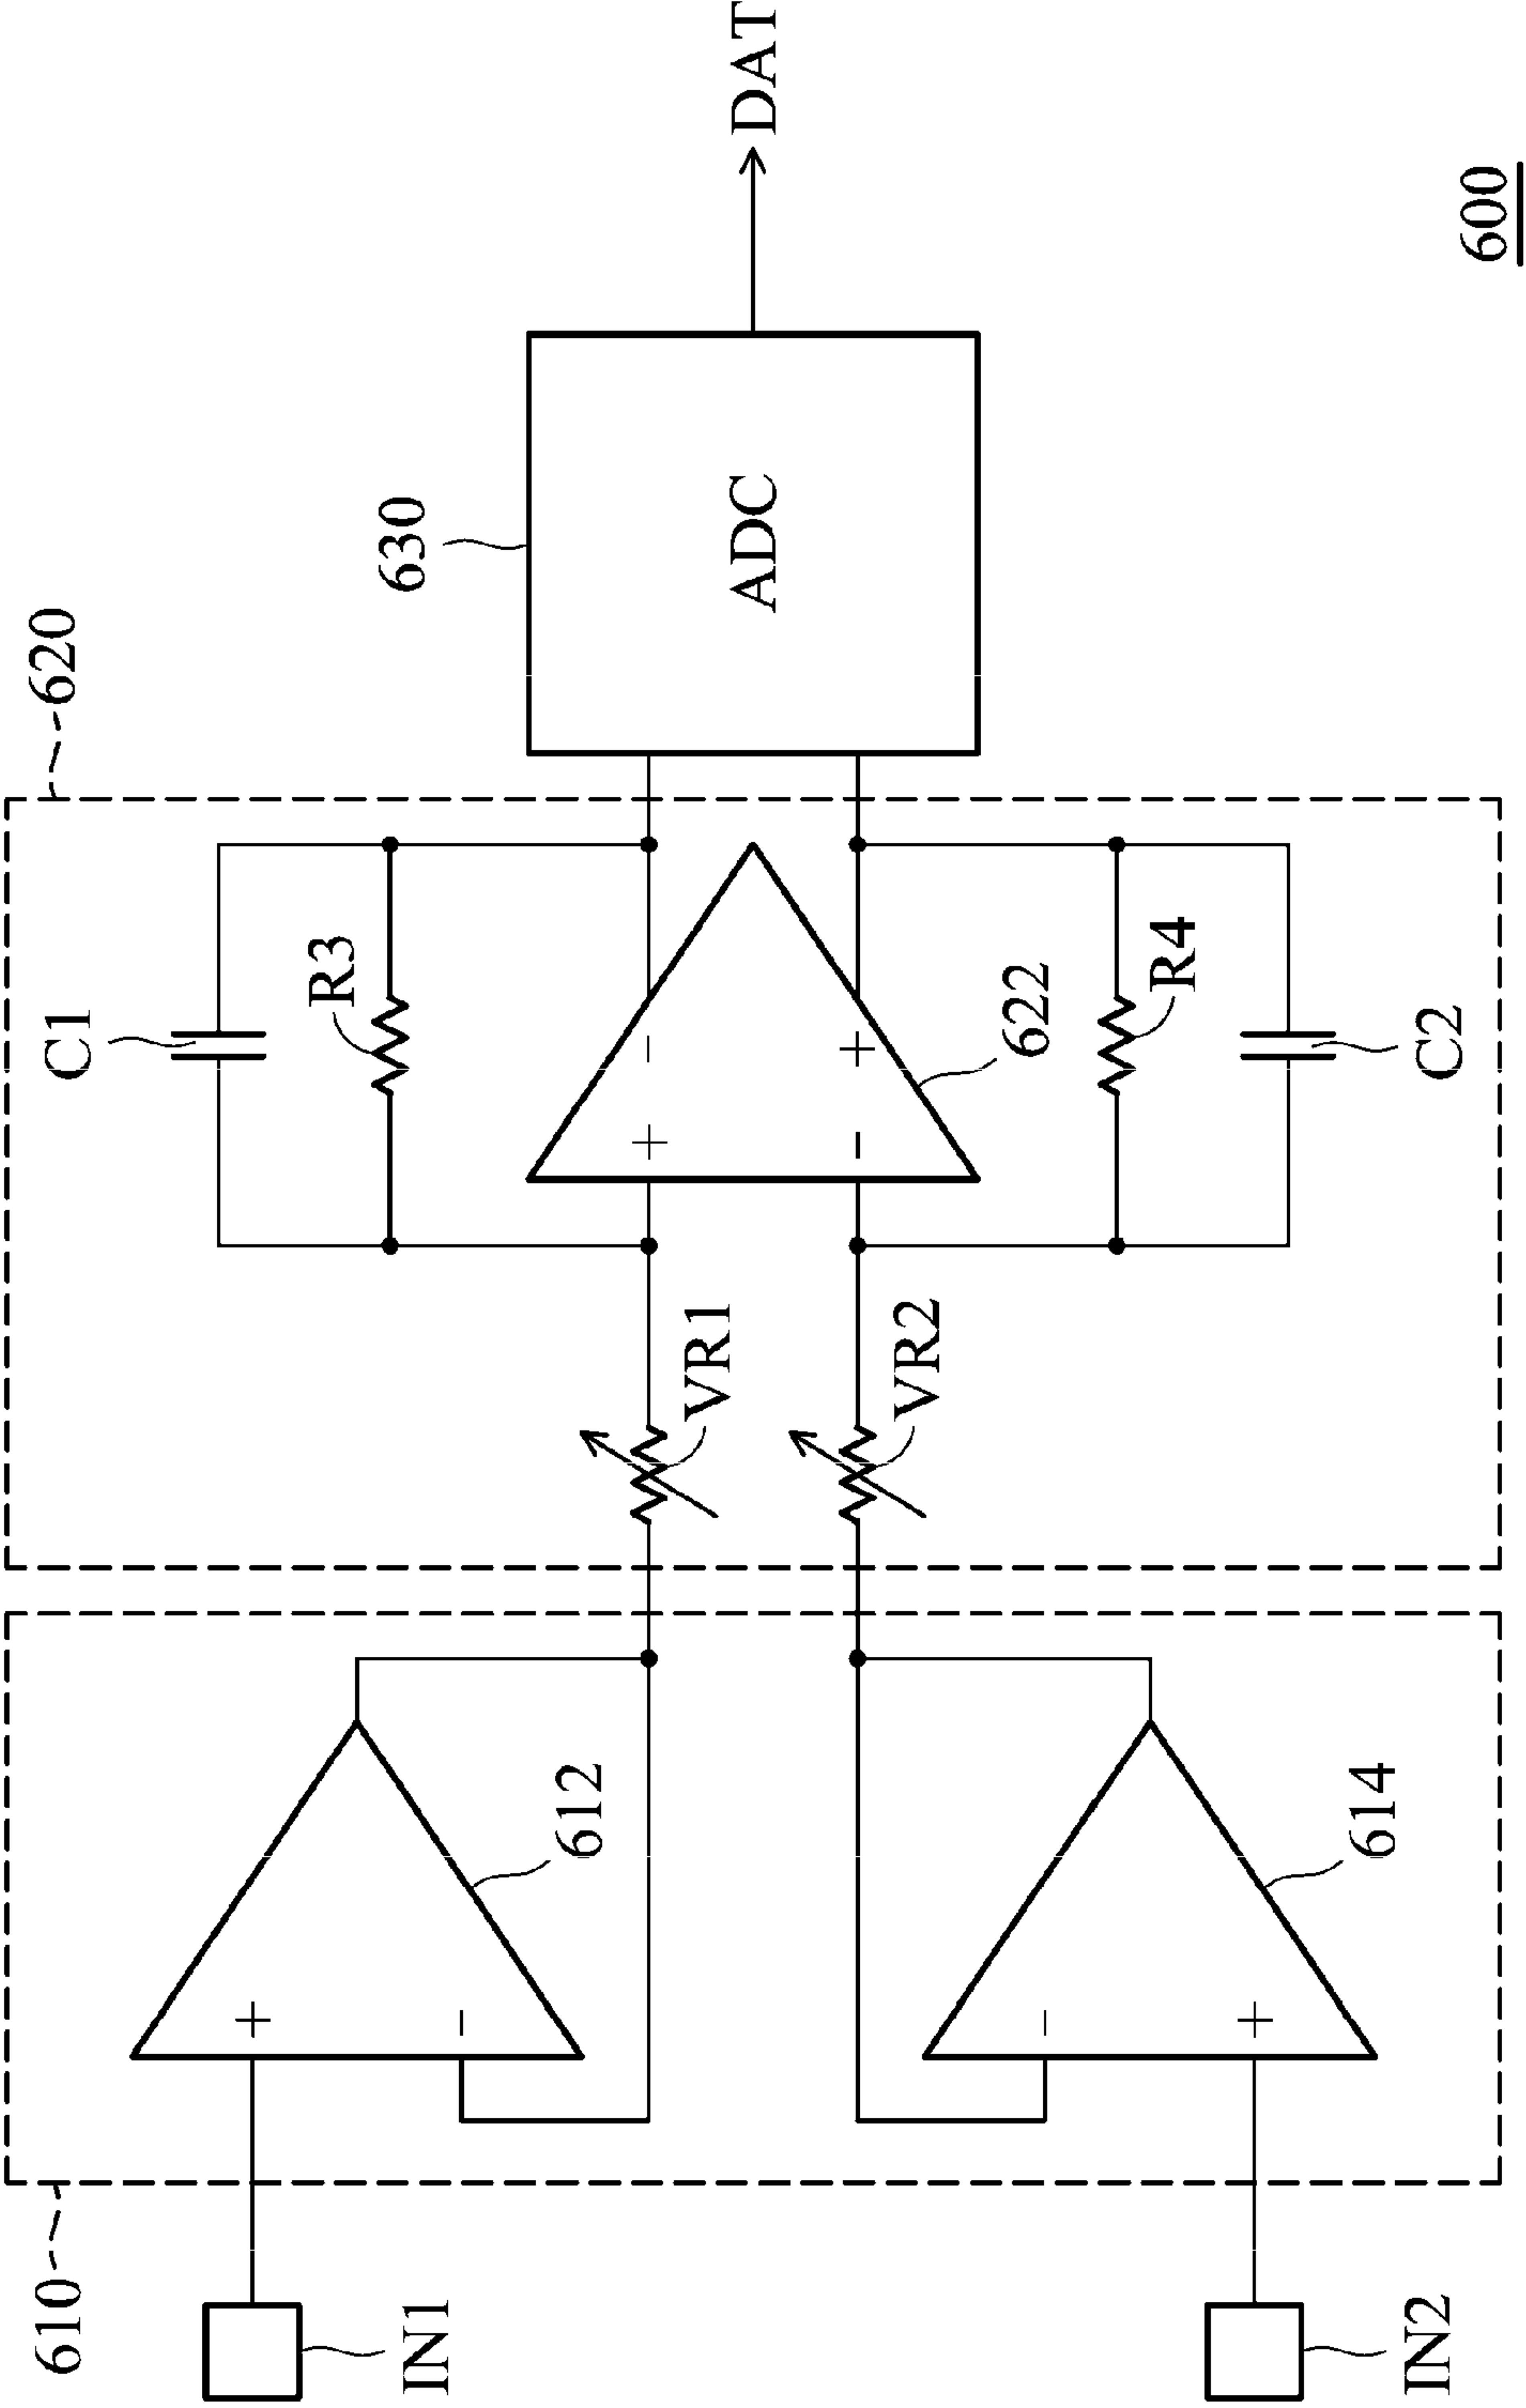 610
IN1
IN2
+
−
612
−
+
614
620
C1
R3
VR1
VR2
+
−
−
+
622
R4
C2
630
ADC
DAT
600